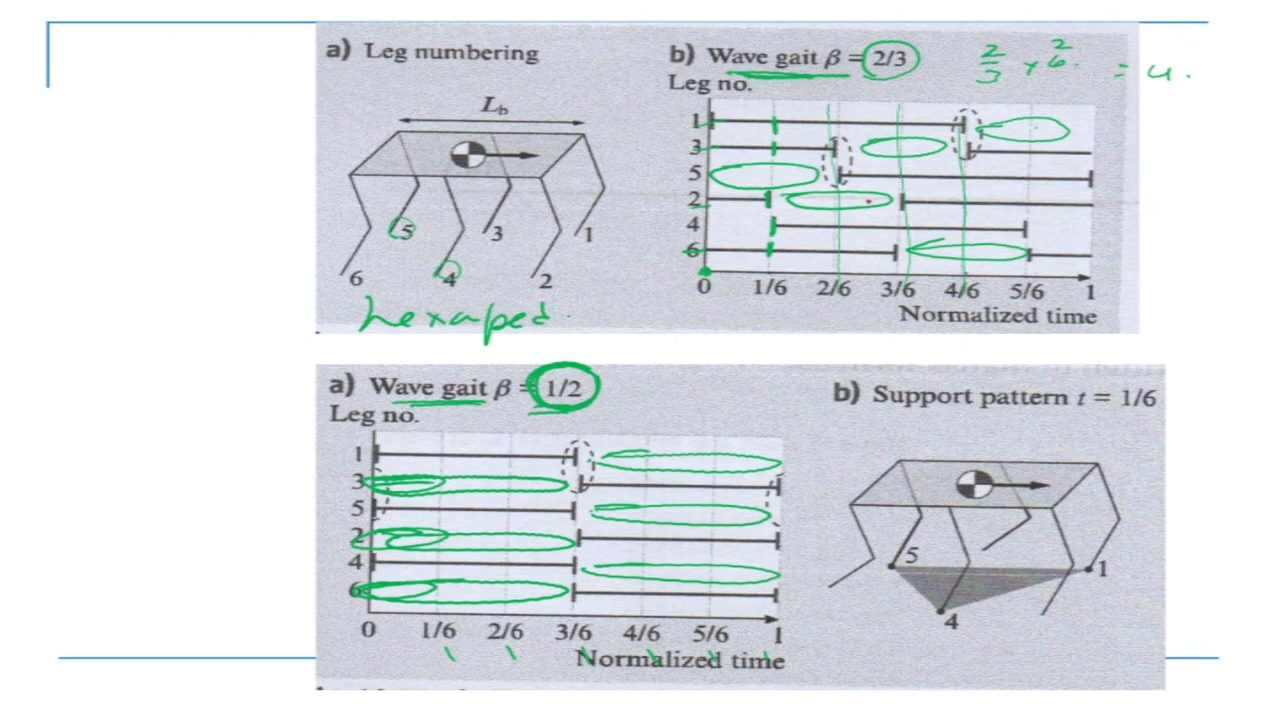 a) Leg numbering
L_b
5
3
1
6
4
2
hexaped.
b) Wave gait β = 2/3
2/3 × 6 2 = 4.
Leg no.
1
3
5
2
4
6
0 1/6 2/6 3/6 4/6 5/6 1
Normalized time
a) Wave gait β = 1/2
Leg no.
1
3
5
2
4
6
0 1/6 2/6 3/6 4/6 5/6 1
Normalized time
b) Support pattern t = 1/6
5
1
4